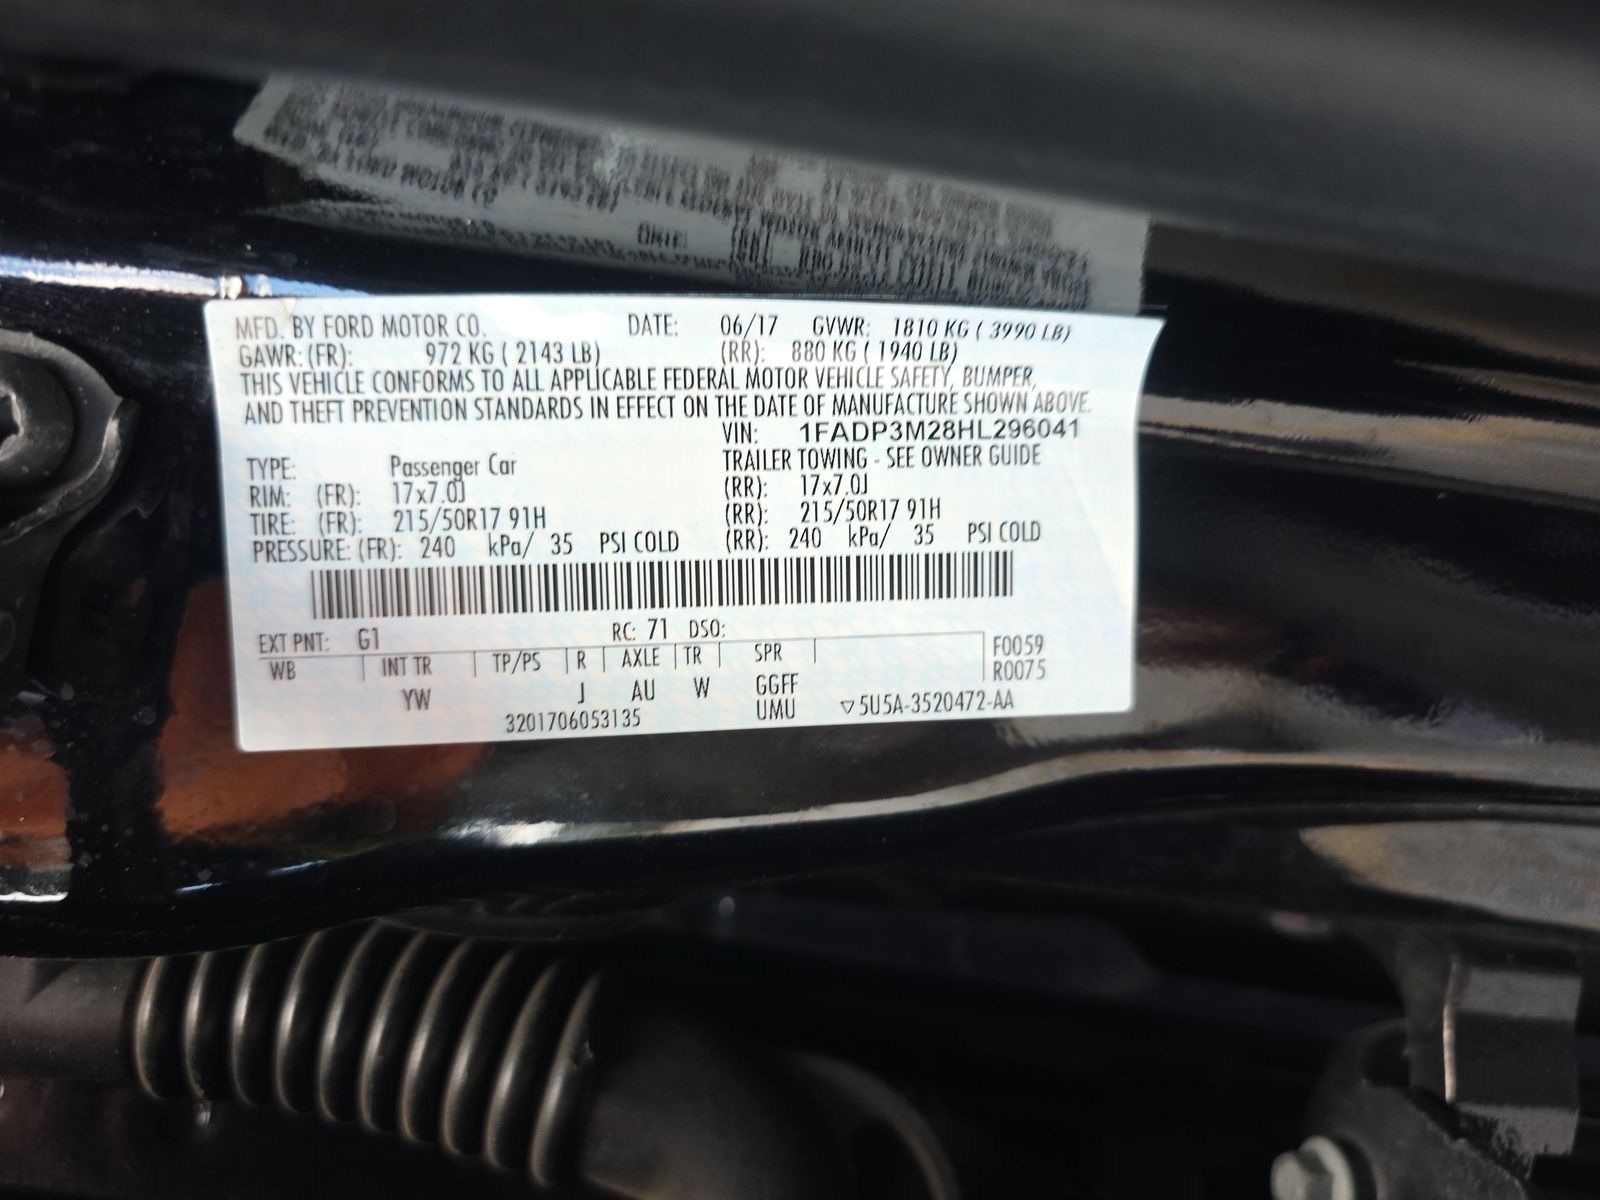 MFD. BY FORD MOTOR CO. DATE: 06/17 GVWR: 1810 KG ( 3990 LB)
GAWR:(FR): 972 KG ( 2143 LB) (RR): 880 KG ( 1940 LB)
THIS VEHICLE CONFORMS TO ALL APPLICABLE FEDERAL MOTOR VEHICLE SAFETY, BUMPER,
AND THEFT PREVENTION STANDARDS IN EFFECT ON THE DATE OF MANUFACTURE SHOWN ABOVE.
VIN: 1FADP3M28HL296041
TYPE: Passenger Car TRAILER TOWING - SEE OWNER GUIDE
RIM: (FR): 17x7.0J (RR): 17x7.0J
TIRE: (FR): 215/50R17 91H (RR): 215/50R17 91H
PRESSURE: (FR): 240 kPa/ 35 PSI COLD (RR): 240 kPa/ 35 PSI COLD
EXT PNT: G1 RC: 71 DSO:
WB INT TR TP/PS R AXLE TR SPR F0059
R0075
YW J AU W GGFF
UMU ▽5U5A-3520472-AA
3201706053135